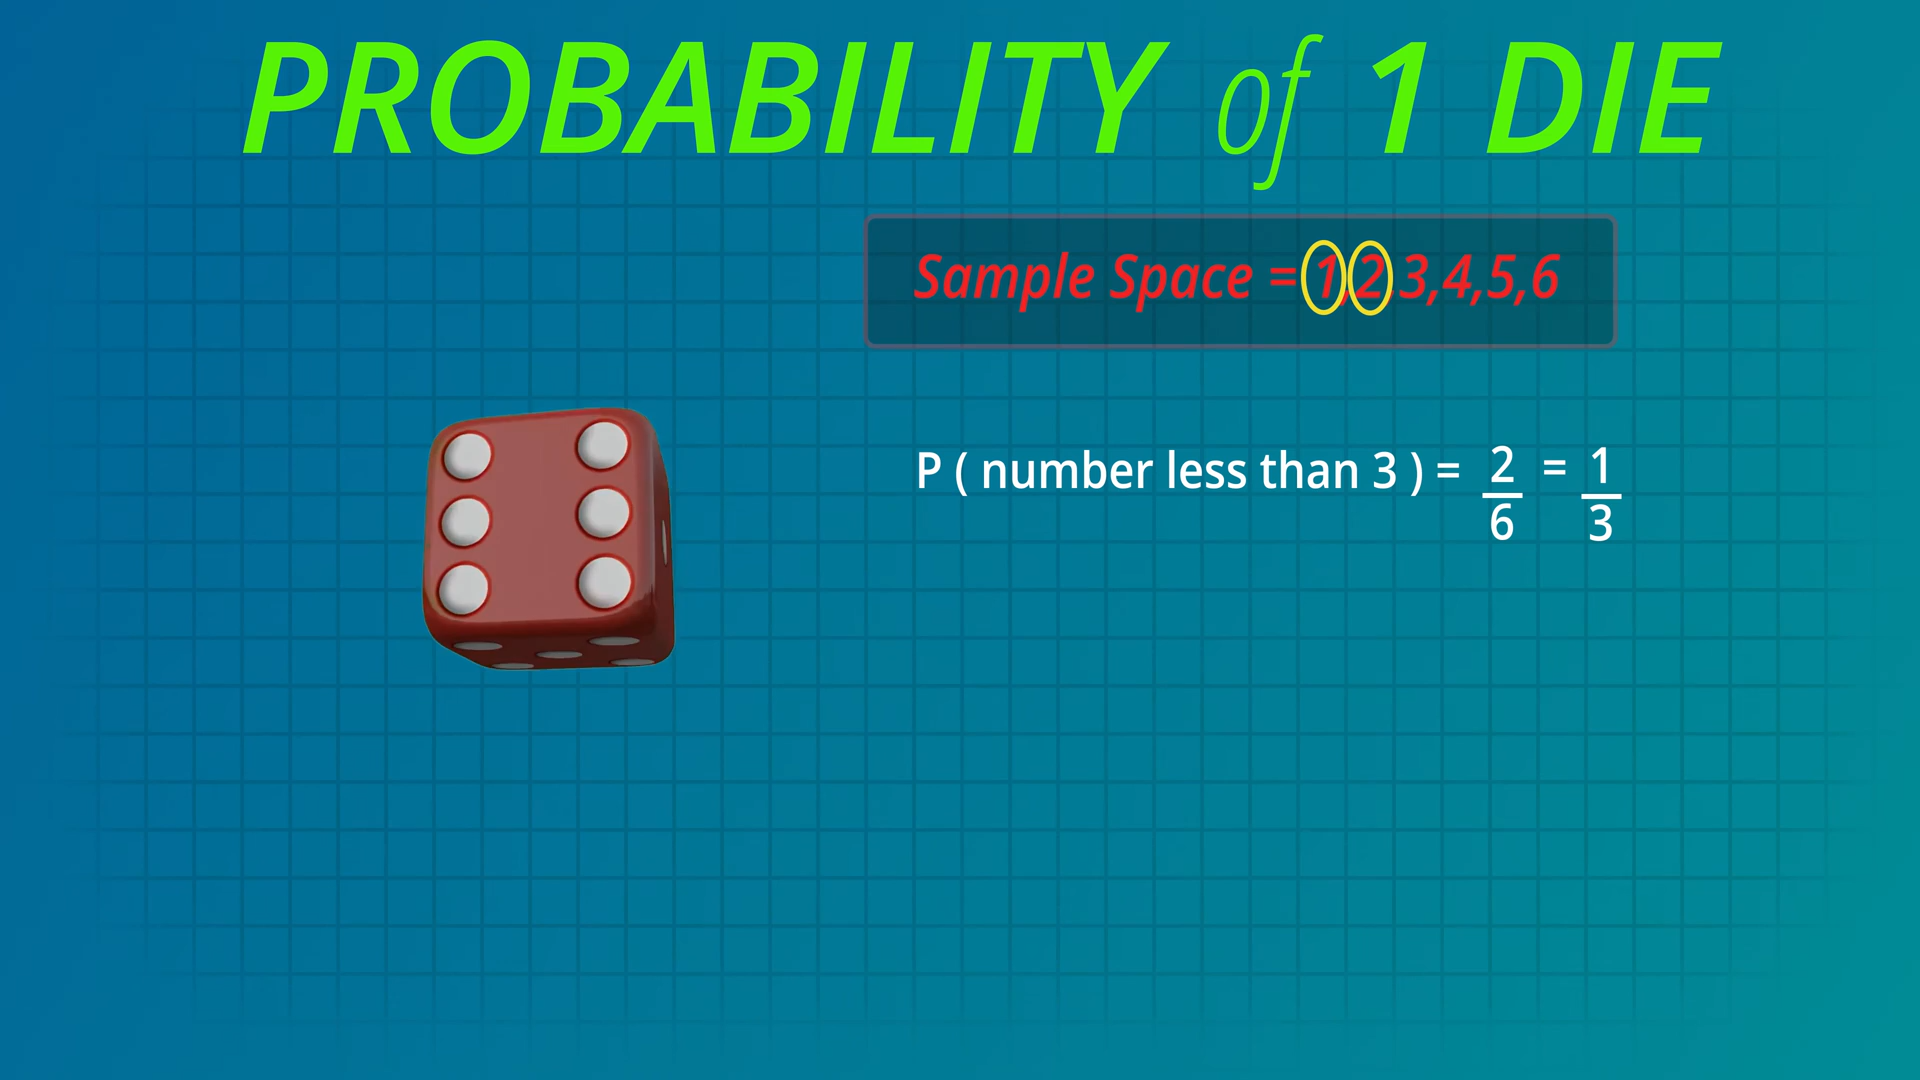 PROBABILITY of 1 DIE
Sample Space = 1,2,3,4,5,6
P ( number less than 3 ) = 2/6 = 1/3